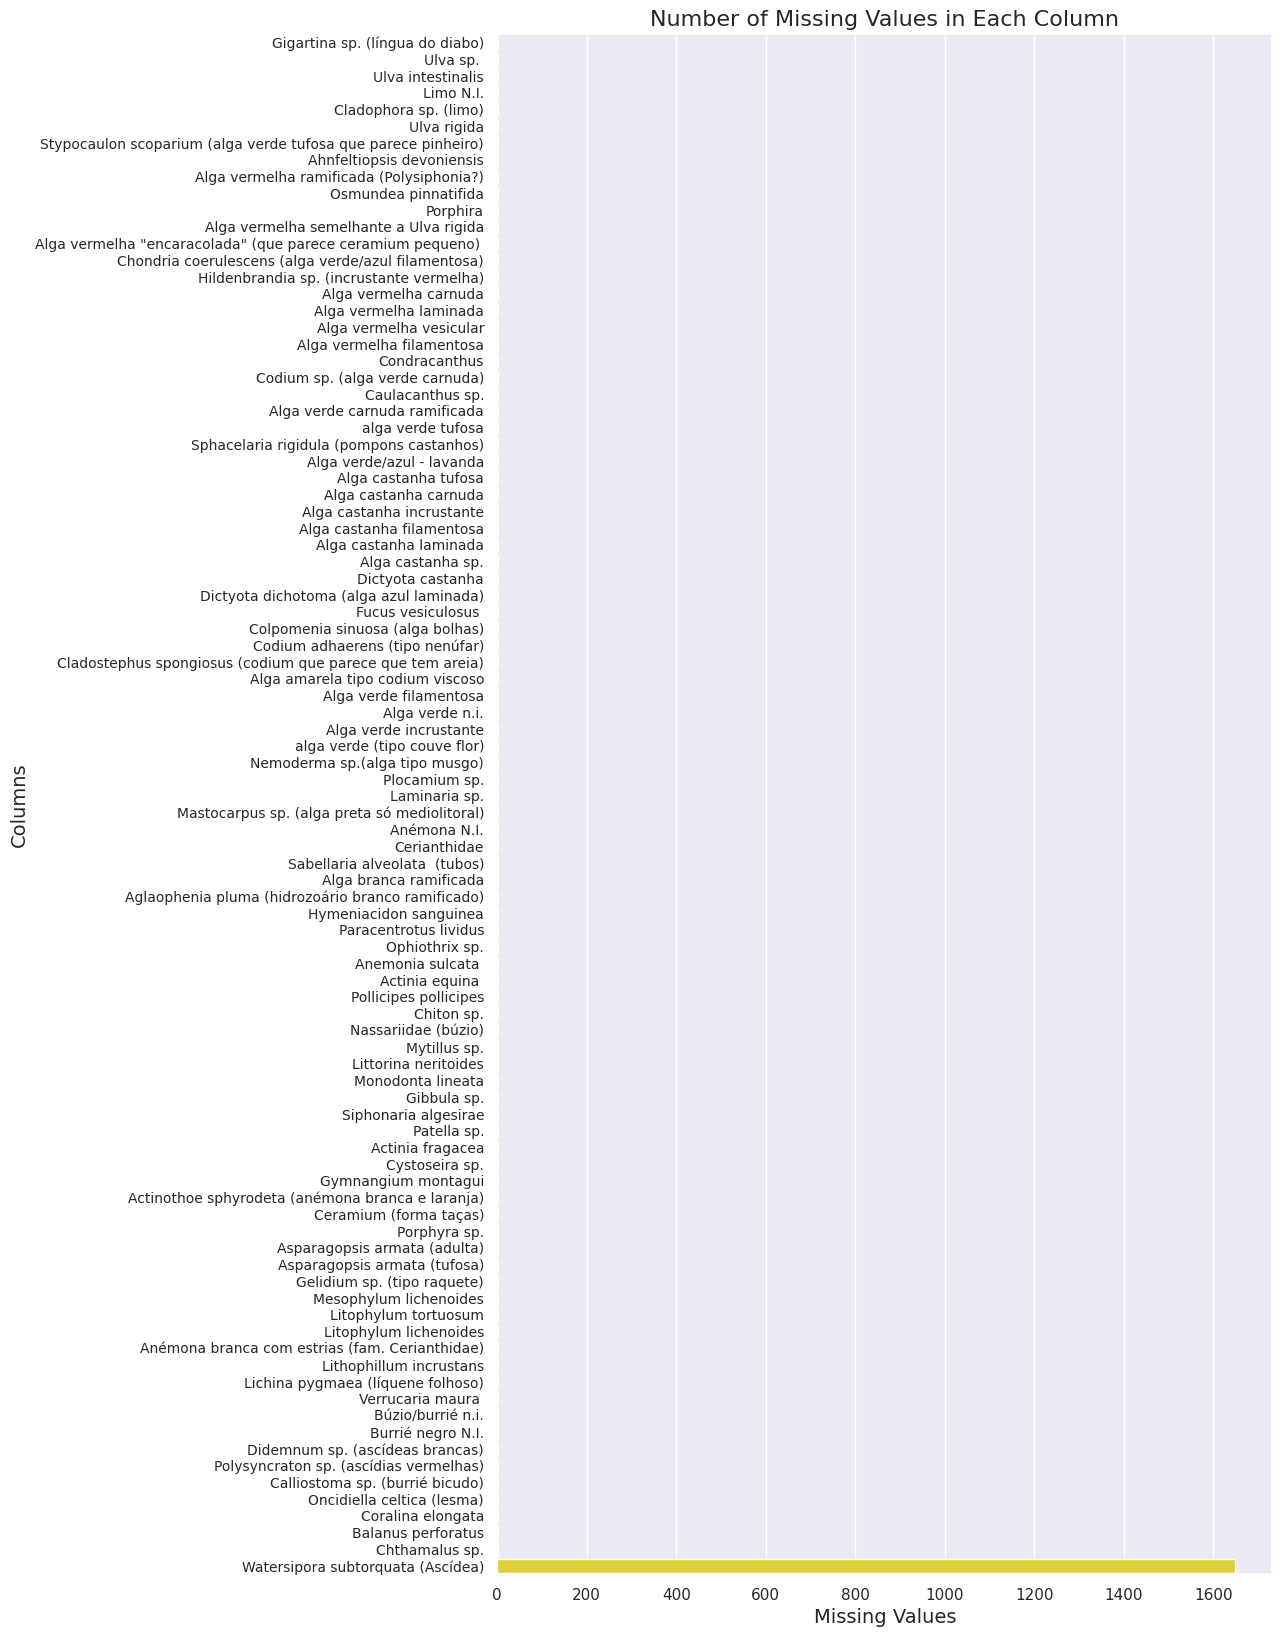 Number of Missing Values in Each Column
Gigartina sp. (língua do diabo)
Ulva sp.
Ulva intestinalis
Limo N.I.
Cladophora sp. (limo)
Ulva rigida
Stypocaulon scoparium (alga verde tufosa que parece pinheiro)
Ahnfeltiopsis devoniensis
Alga vermelha ramificada (Polysiphonia?)
Osmundea pinnatifida
Porphira
Alga vermelha semelhante a Ulva rigida
Alga vermelha "encaracolada" (que parece ceramium pequeno)
Chondria coerulescens (alga verde/azul filamentosa)
Hildenbrandia sp. (incrustante vermelha)
Alga vermelha carnuda
Alga vermelha laminada
Alga vermelha vesicular
Alga vermelha filamentosa
Condracanthus
Codium sp. (alga verde carnuda)
Caulacanthus sp.
Alga verde carnuda ramificada
alga verde tufosa
Sphacelaria rigidula (pompons castanhos)
Alga verde/azul - lavanda
Alga castanha tufosa
Alga castanha carnuda
Alga castanha incrustante
Alga castanha filamentosa
Alga castanha laminada
Alga castanha sp.
Dictyota castanha
Dictyota dichotoma (alga azul laminada)
Fucus vesiculosus
Colpomenia sinuosa (alga bolhas)
Codium adhaerens (tipo nenúfar)
Cladostephus spongiosus (codium que parece que tem areia)
Alga amarela tipo codium viscoso
Alga verde filamentosa
Alga verde n.i.
Alga verde incrustante
alga verde (tipo couve flor)
Nemoderma sp.(alga tipo musgo)
Plocamium sp.
Laminaria sp.
Mastocarpus sp. (alga preta só mediolitoral)
Anémona N.I.
Cerianthidae
Sabellaria alveolata  (tubos)
Alga branca ramificada
Aglaophenia pluma (hidrozoário branco ramificado)
Hymeniacidon sanguinea
Paracentrotus lividus
Ophiothrix sp.
Anemonia sulcata
Actinia equina
Pollicipes pollicipes
Chiton sp.
Nassariidae (búzio)
Mytillus sp.
Littorina neritoides
Monodonta lineata
Gibbula sp.
Siphonaria algesirae
Patella sp.
Actinia fragacea
Cystoseira sp.
Gymnangium montagui
Actinothoe sphyrodeta (anémona branca e laranja)
Ceramium (forma taças)
Porphyra sp.
Asparagopsis armata (adulta)
Asparagopsis armata (tufosa)
Gelidium sp. (tipo raquete)
Mesophylum lichenoides
Litophylum tortuosum
Litophylum lichenoides
Anémona branca com estrias (fam. Cerianthidae)
Lithophillum incrustans
Lichina pygmaea (líquene folhoso)
Verrucaria maura
Búzio/burrié n.i.
Burrié negro N.I.
Didemnum sp. (ascídeas brancas)
Polysyncraton sp. (ascídias vermelhas)
Calliostoma sp. (burrié bicudo)
Oncidiella celtica (lesma)
Coralina elongata
Balanus perforatus
Chthamalus sp.
Watersipora subtorquata (Ascídea)
Columns
0 200 400 600 800 1000 1200 1400 1600
Missing Values